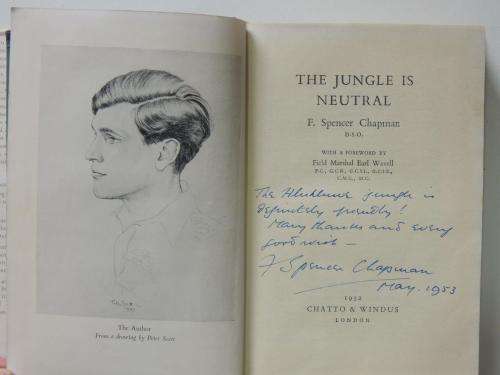 The Author
From a drawing by Peter Scott
THE JUNGLE IS
NEUTRAL
F. Spencer Chapman
D.S.O.
WITH A FOREWORD BY
Field Marshal Earl Wavell
P.C., G.C.B., G.C.S.I., G.C.I.E.,
C.M.G., M.C.
The jungle is
definitely friendly!
Many thanks and every
good wish —
F Spencer Chapman
May. 1953
1952
CHATTO & WINDUS
LONDON